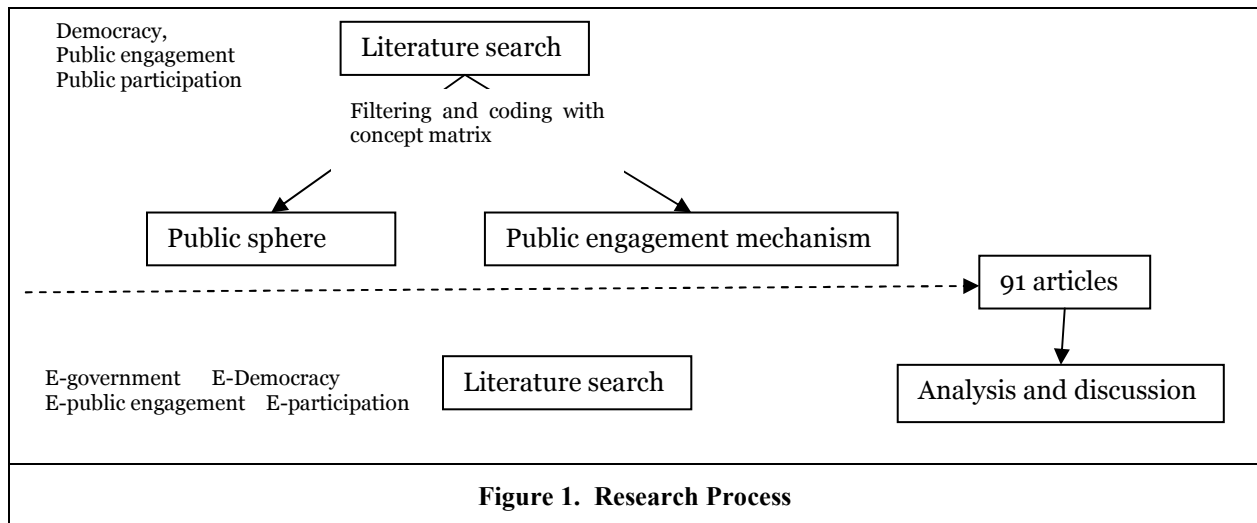 Democracy,
Public engagement
Public participation
Literature search
Filtering and coding with
concept matrix
Public sphere
Public engagement mechanism
91 articles
E-government E-Democracy
E-public engagement E-participation
Literature search
Analysis and discussion
Figure 1. Research Process